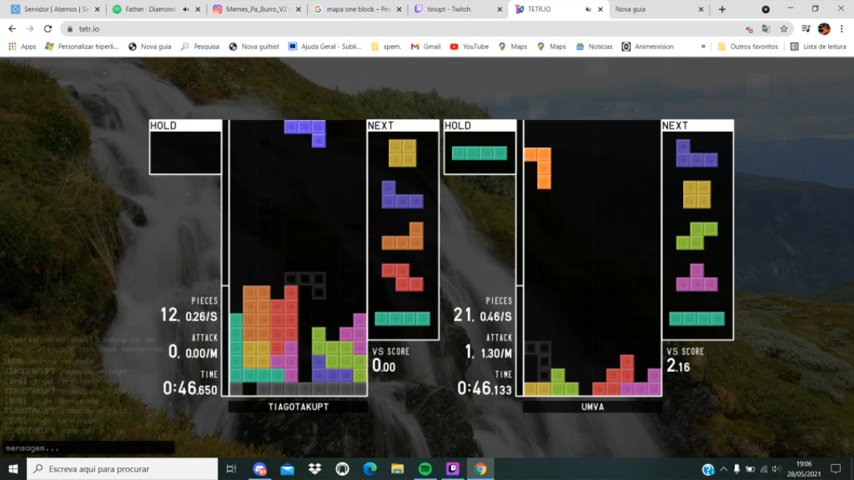 Servidor | Aternos | Se
Father · Diamond
Memes_Pa_Burro_V2
mapa one block – Pes
tiriopt - Twitch
TETR.IO
Nova guia
tetr.io
Apps
Personalizar hiperli...
Nova guia
Pesquisa
Nova guihist
Ajuda Geral - Subli...
spem.
Gmail
YouTube
Maps
Maps
Notícias
Animesvision
»
Outros favoritos
Lista de leitura
HOLD
NEXT
HOLD
NEXT
PIECES
12, 0.26/S
ATTACK
0, 0.00/M
TIME
0:46.650
VS SCORE
0.00
PIECES
21, 0.46/S
ATTACK
1, 1.30/M
TIME
0:46.133
VS SCORE
2.16
TIAGOTAKUPT
UMVA
mensagem...
Escreva aqui para procurar
19:06
28/05/2021